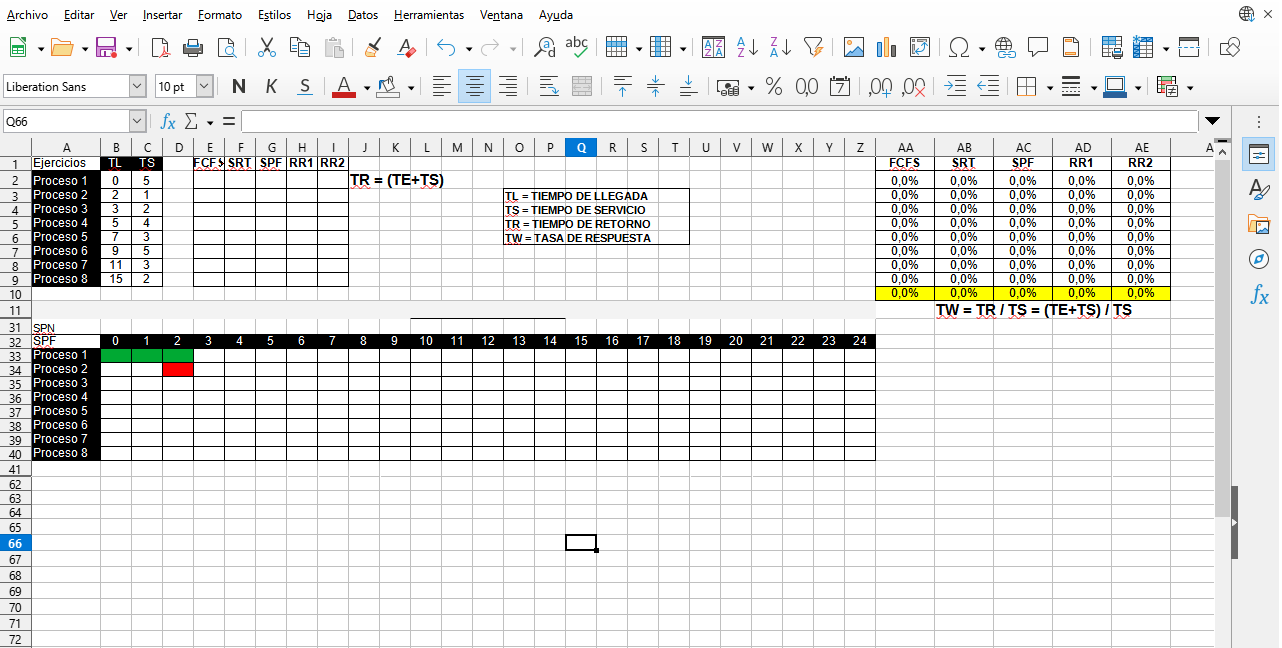 Archivo Editar Ver Insertar Formato Estilos Hoja Datos Herramientas Ventana Ayuda
Liberation Sans 10 pt N K S
Q66 fx Σ =
A B C D E F G H I J K L M N O P Q R S T U V W X Y Z AA AB AC AD AE A
1 Ejercicios TL TS FCFS SRT SPF RR1 RR2 FCFS SRT SPF RR1 RR2
2 Proceso 1 0 5 TR = (TE+TS) 0,0% 0,0% 0,0% 0,0% 0,0%
3 Proceso 2 2 1 TL = TIEMPO DE LLEGADA 0,0% 0,0% 0,0% 0,0% 0,0%
4 Proceso 3 3 2 TS = TIEMPO DE SERVICIO 0,0% 0,0% 0,0% 0,0% 0,0%
5 Proceso 4 5 4 TR = TIEMPO DE RETORNO 0,0% 0,0% 0,0% 0,0% 0,0%
6 Proceso 5 7 3 TW = TASA DE RESPUESTA 0,0% 0,0% 0,0% 0,0% 0,0%
7 Proceso 6 9 5 0,0% 0,0% 0,0% 0,0% 0,0%
8 Proceso 7 11 3 0,0% 0,0% 0,0% 0,0% 0,0%
9 Proceso 8 15 2 0,0% 0,0% 0,0% 0,0% 0,0%
10 0,0% 0,0% 0,0% 0,0% 0,0%
11 TW = TR / TS = (TE+TS) / TS
31 SPN
32 SPF 0 1 2 3 4 5 6 7 8 9 10 11 12 13 14 15 16 17 18 19 20 21 22 23 24
33 Proceso 1
34 Proceso 2
35 Proceso 3
36 Proceso 4
37 Proceso 5
38 Proceso 6
39 Proceso 7
40 Proceso 8
41
62
63
64
65
66
67
68
69
70
71
72